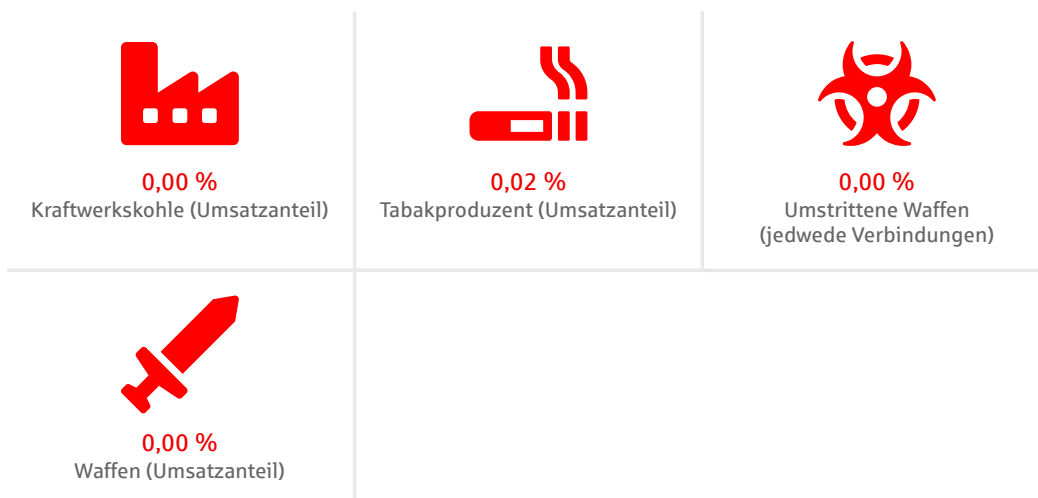 0,00 %
Kraftwerkskohle (Umsatzanteil)
0,02 %
Tabakproduzent (Umsatzanteil)
0,00 %
Umstrittene Waffen
(jedwede Verbindungen)
0,00 %
Waffen (Umsatzanteil)